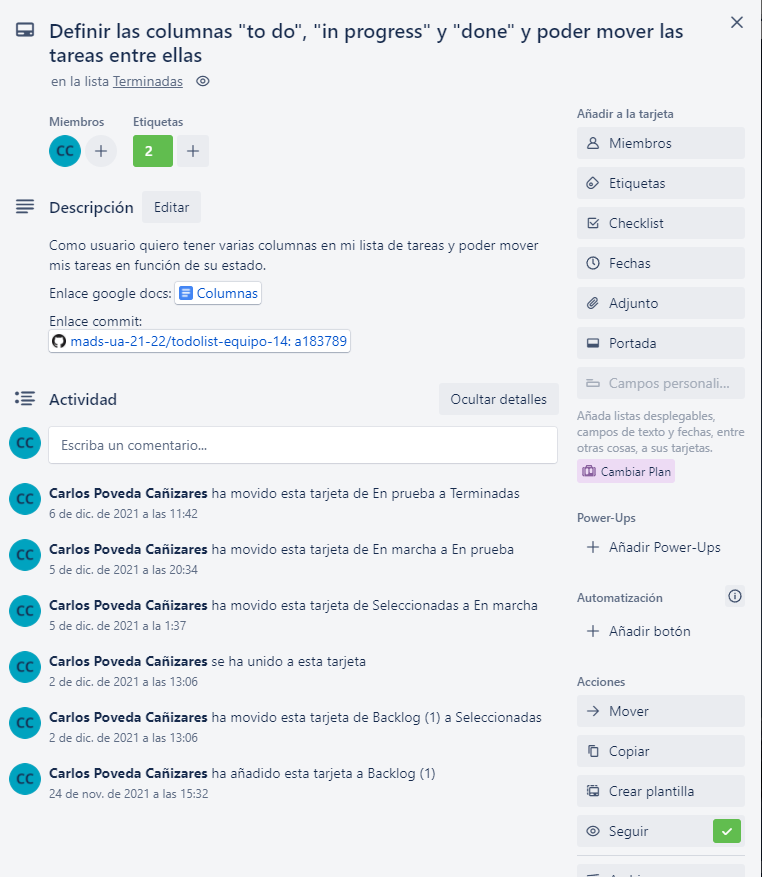 Definir las columnas "to do", "in progress" y "done" y poder mover las
tareas entre ellas
en la lista Terminadas
Miembros
Etiquetas
CC
2
Descripción
Editar
Como usuario quiero tener varias columnas en mi lista de tareas y poder mover
mis tareas en función de su estado.
Enlace google docs: Columnas
Enlace commit:
mads-ua-21-22/todolist-equipo-14: a183789
Actividad
Ocultar detalles
CC
Escriba un comentario...
CC
Carlos Poveda Cañizares ha movido esta tarjeta de En prueba a Terminadas
6 de dic. de 2021 a las 11:42
CC
Carlos Poveda Cañizares ha movido esta tarjeta de En marcha a En prueba
5 de dic. de 2021 a las 20:34
CC
Carlos Poveda Cañizares ha movido esta tarjeta de Seleccionadas a En marcha
5 de dic. de 2021 a la 1:37
CC
Carlos Poveda Cañizares se ha unido a esta tarjeta
2 de dic. de 2021 a las 13:06
CC
Carlos Poveda Cañizares ha movido esta tarjeta de Backlog (1) a Seleccionadas
2 de dic. de 2021 a las 13:06
CC
Carlos Poveda Cañizares ha añadido esta tarjeta a Backlog (1)
24 de nov. de 2021 a las 15:32
Añadir a la tarjeta
Miembros
Etiquetas
Checklist
Fechas
Adjunto
Portada
Campos personali...
Añada listas desplegables,
campos de texto y fechas, entre
otras cosas, a sus tarjetas.
Cambiar Plan
Power-Ups
Añadir Power-Ups
Automatización
Añadir botón
Acciones
Mover
Copiar
Crear plantilla
Seguir